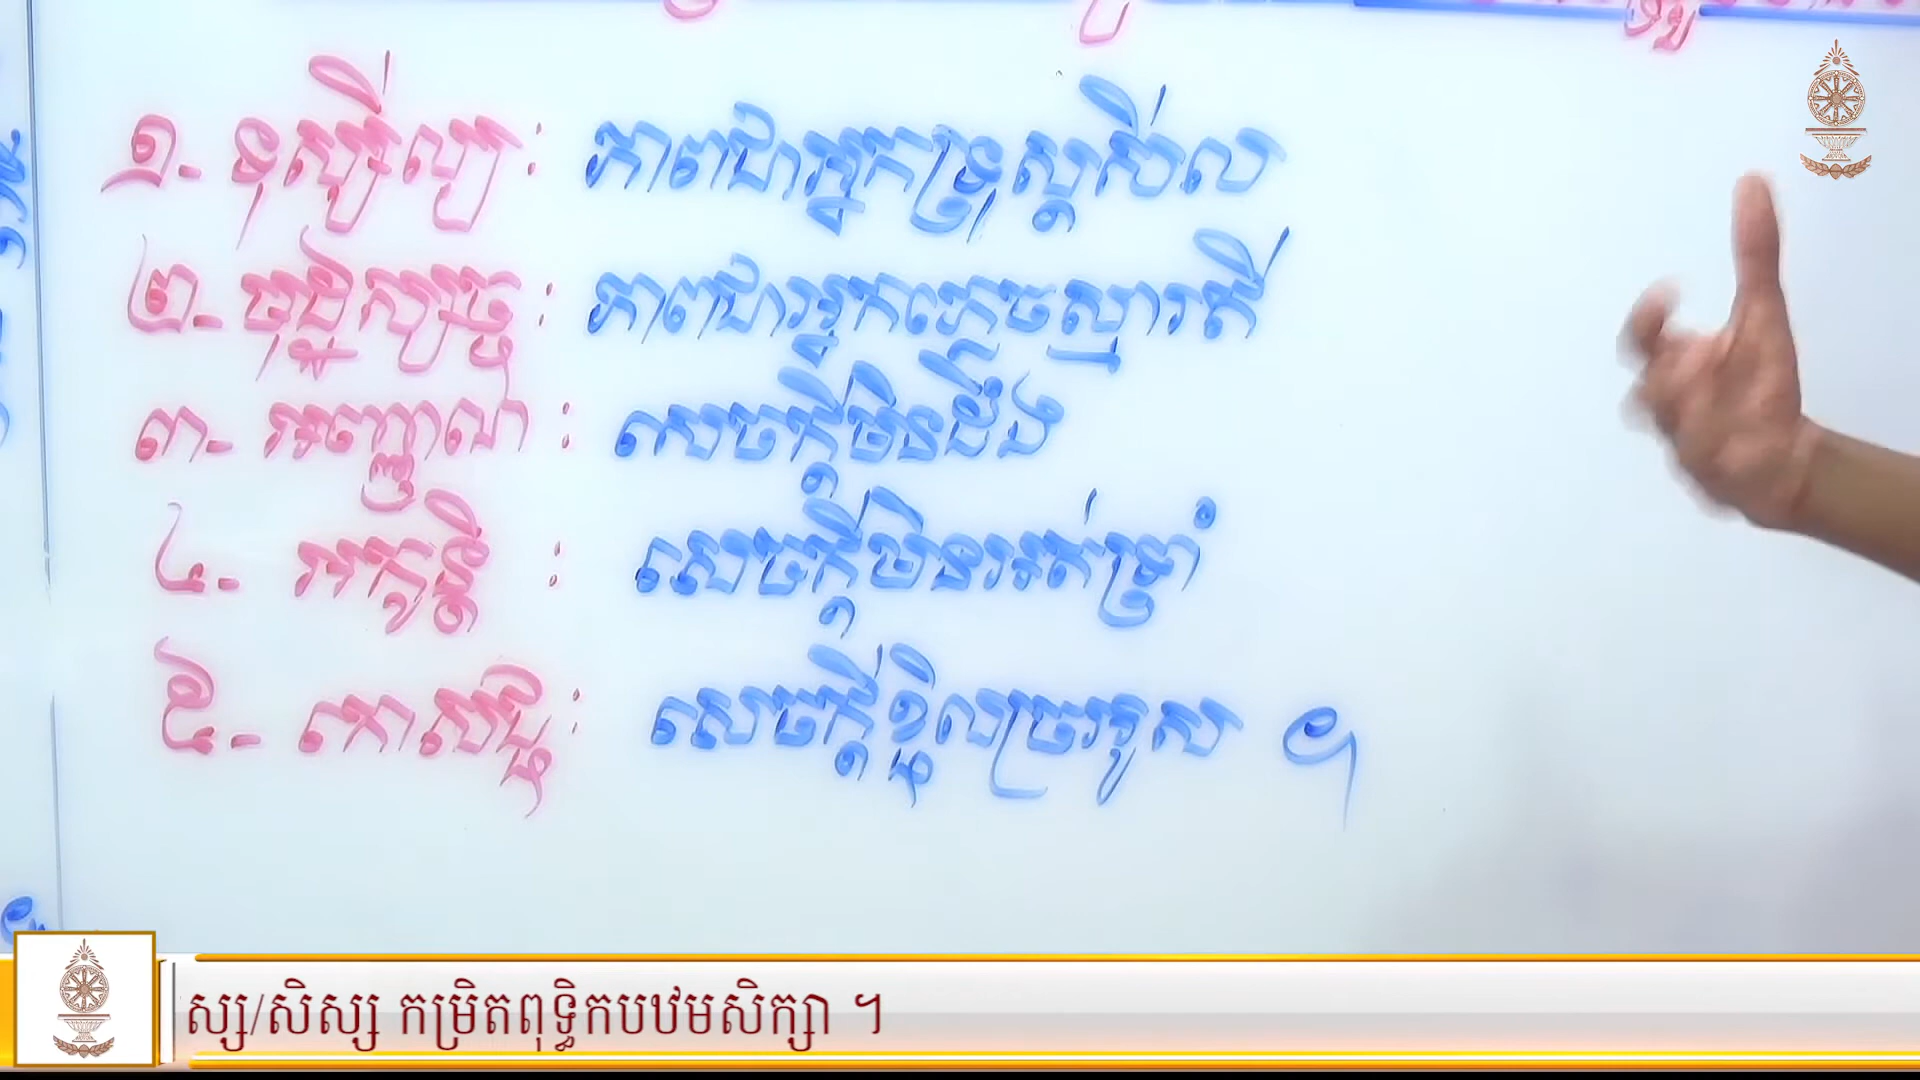 ១- ទុស្សីល្យ: ភាពជាអ្នកទ្រុស្តសីល
២- មុដ្ឋស្សច្ច: ភាពជាអ្នកភ្លេចស្មារតី
៣- អញ្ញាណ : សេចក្តីមិនដឹង
៤- អក្ខន្តី : សេចក្តីមិនអត់ទ្រាំ
៥- កោសជ្ជ: សេចក្តីខ្ជិលច្រអូស ។
ស្ស/សិស្ស កម្រិតពុទ្ធិកបឋមសិក្សា ។